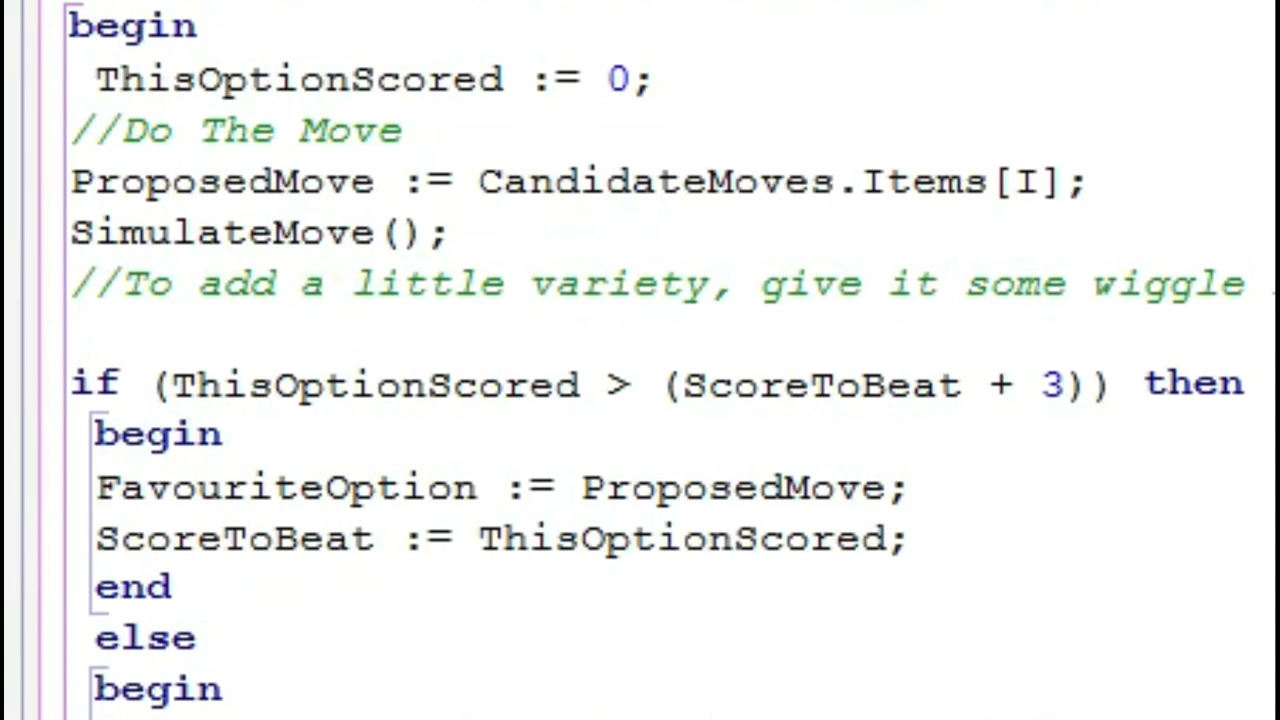 begin
ThisOptionScored := 0;
//Do The Move
ProposedMove := CandidateMoves.Items[I];
SimulateMove();
//To add a little variety, give it some wiggle
if (ThisOptionScored > (ScoreToBeat + 3)) then
begin
FavouriteOption := ProposedMove;
ScoreToBeat := ThisOptionScored;
end
else
begin